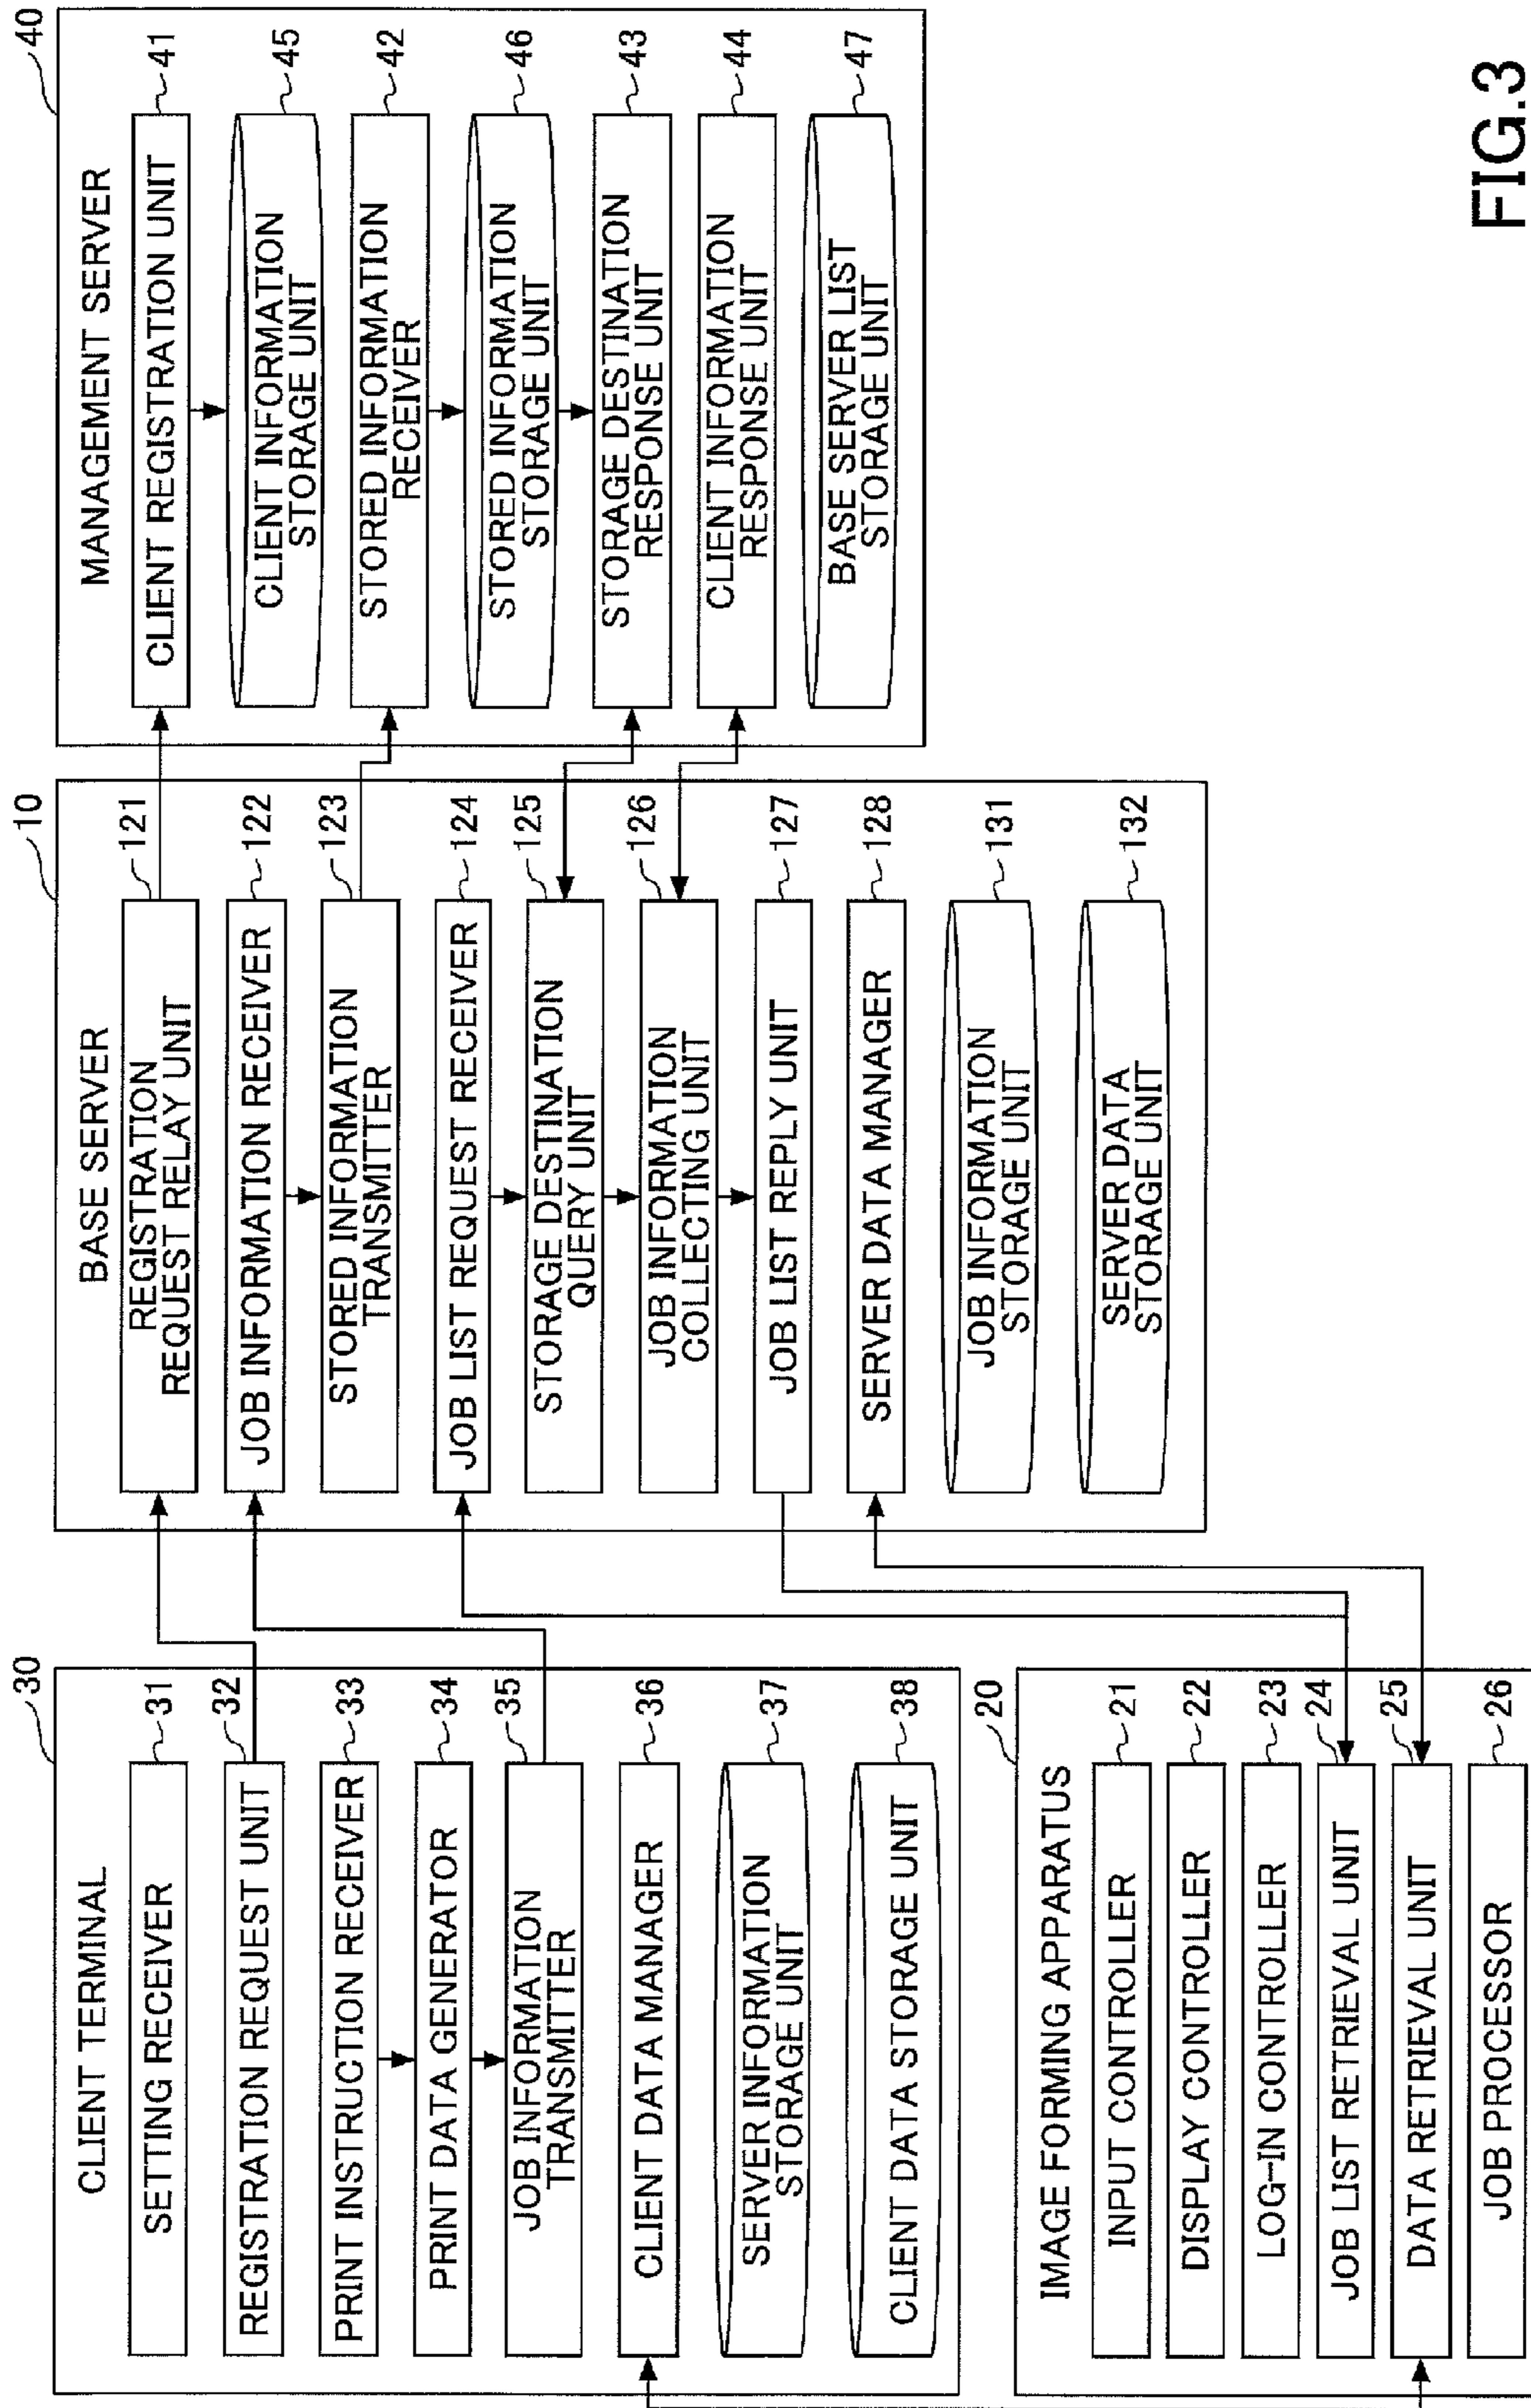 30
CLIENT TERMINAL
SETTING RECEIVER
31
REGISTRATION REQUEST UNIT
32
PRINT INSTRUCTION RECEIVER
33
PRINT DATA GENERATOR
34
JOB INFORMATION
TRANSMITTER
35
CLIENT DATA MANAGER
36
SERVER INFORMATION
STORAGE UNIT
37
CLIENT DATA STORAGE UNIT
38
20
IMAGE FORMING APPARATUS
INPUT CONTROLLER
21
DISPLAY CONTROLLER
22
LOG-IN CONTROLLER
23
JOB LIST RETRIEVAL UNIT
24
DATA RETRIEVAL UNIT
25
JOB PROCESSOR
26
10
BASE SERVER
REGISTRATION
REQUEST RELAY UNIT
121
JOB INFORMATION RECEIVER
122
STORED INFORMATION
TRANSMITTER
123
JOB LIST REQUEST RECEIVER
124
STORAGE DESTINATION
QUERY UNIT
125
JOB INFORMATION
COLLECTING UNIT
126
JOB LIST REPLY UNIT
127
SERVER DATA MANAGER
128
JOB INFORMATION
STORAGE UNIT
131
SERVER DATA
STORAGE UNIT
132
40
MANAGEMENT SERVER
CLIENT REGISTRATION UNIT
41
CLIENT INFORMATION
STORAGE UNIT
45
STORED INFORMATION
RECEIVER
42
STORED INFORMATION
STORAGE UNIT
46
STORAGE DESTINATION
RESPONSE UNIT
43
CLIENT INFORMATION
RESPONSE UNIT
44
BASE SERVER LIST
STORAGE UNIT
47
FIG.3